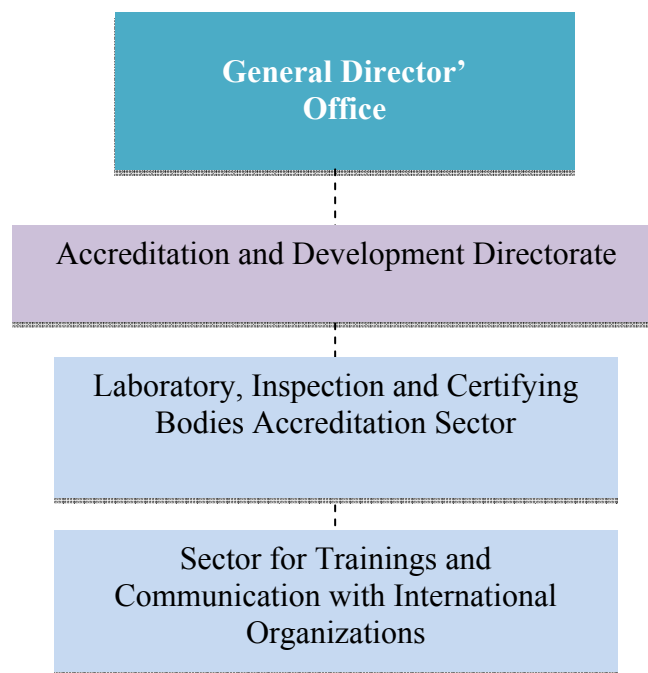 General Director’
Office
Accreditation and Development Directorate
Laboratory, Inspection and Certifying
Bodies Accreditation Sector
Sector for Trainings and
Communication with International
Organizations